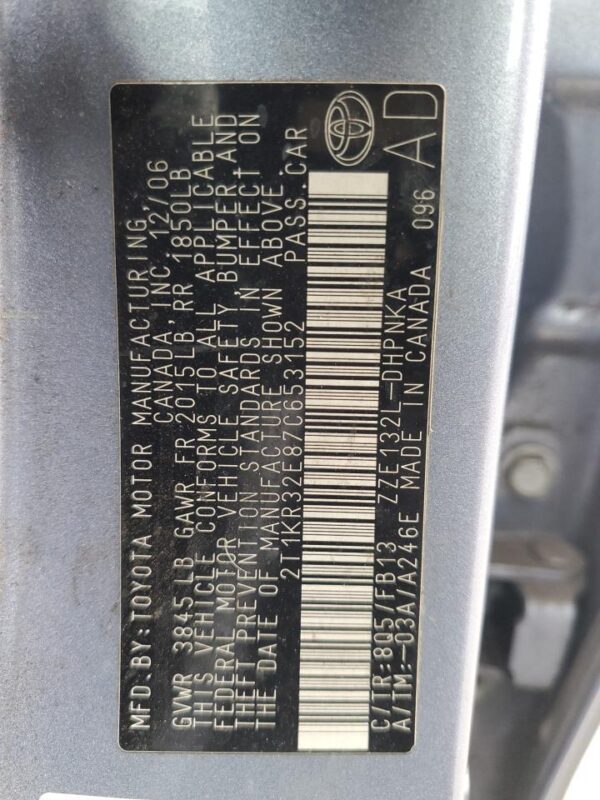 MFD. BY: TOYOTA MOTOR MANUFACTURING,
CANADA, INC. 12/06
GVWR 3845LB GAWR FR 2015LB, RR 1850LB
THIS VEHICLE CONFORMS TO ALL APPLICABLE
FEDERAL MOTOR VEHICLE SAFETY BUMPER, AND
THEFT PREVENTION STANDARDS IN EFFECT ON
THE DATE OF MANUFACTURE SHOWN ABOVE.
2T1KR32E87C653152 PASS. CAR
C/TR:8Q5/FB13 ZZE132L-DHPNKA 096
A/TM:-03A/A246E MADE IN CANADA AD